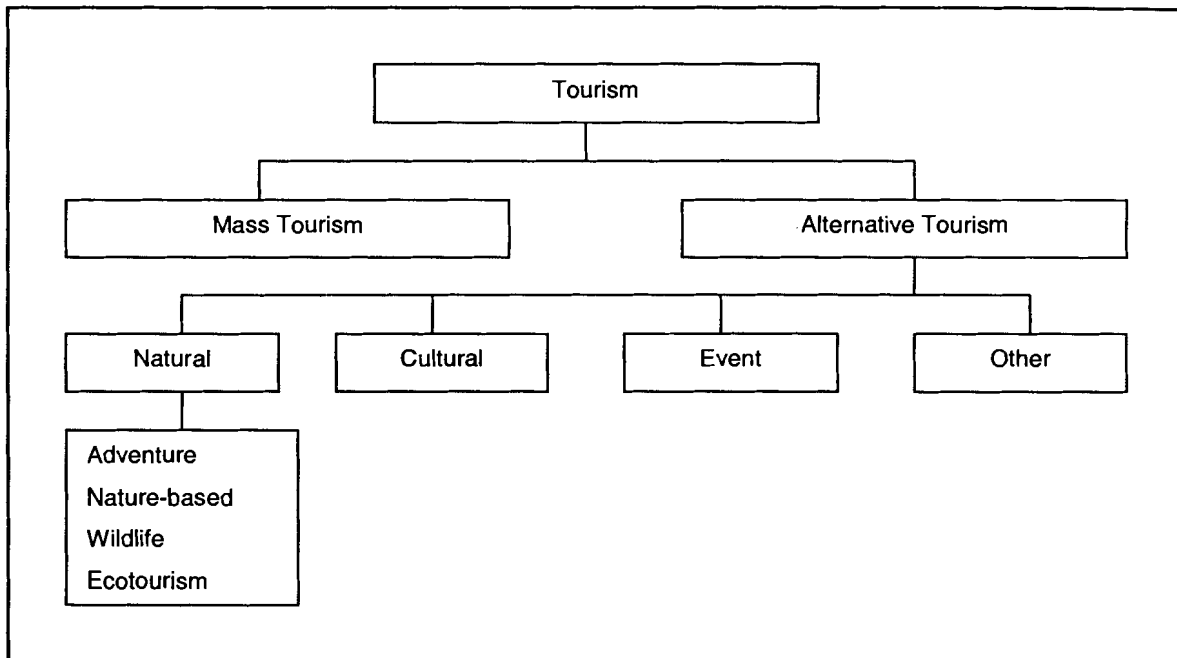 Tourism
Mass Tourism
Alternative Tourism
Natural
Cultural
Event
Other
Adventure
Nature-based
Wildlife
Ecotourism